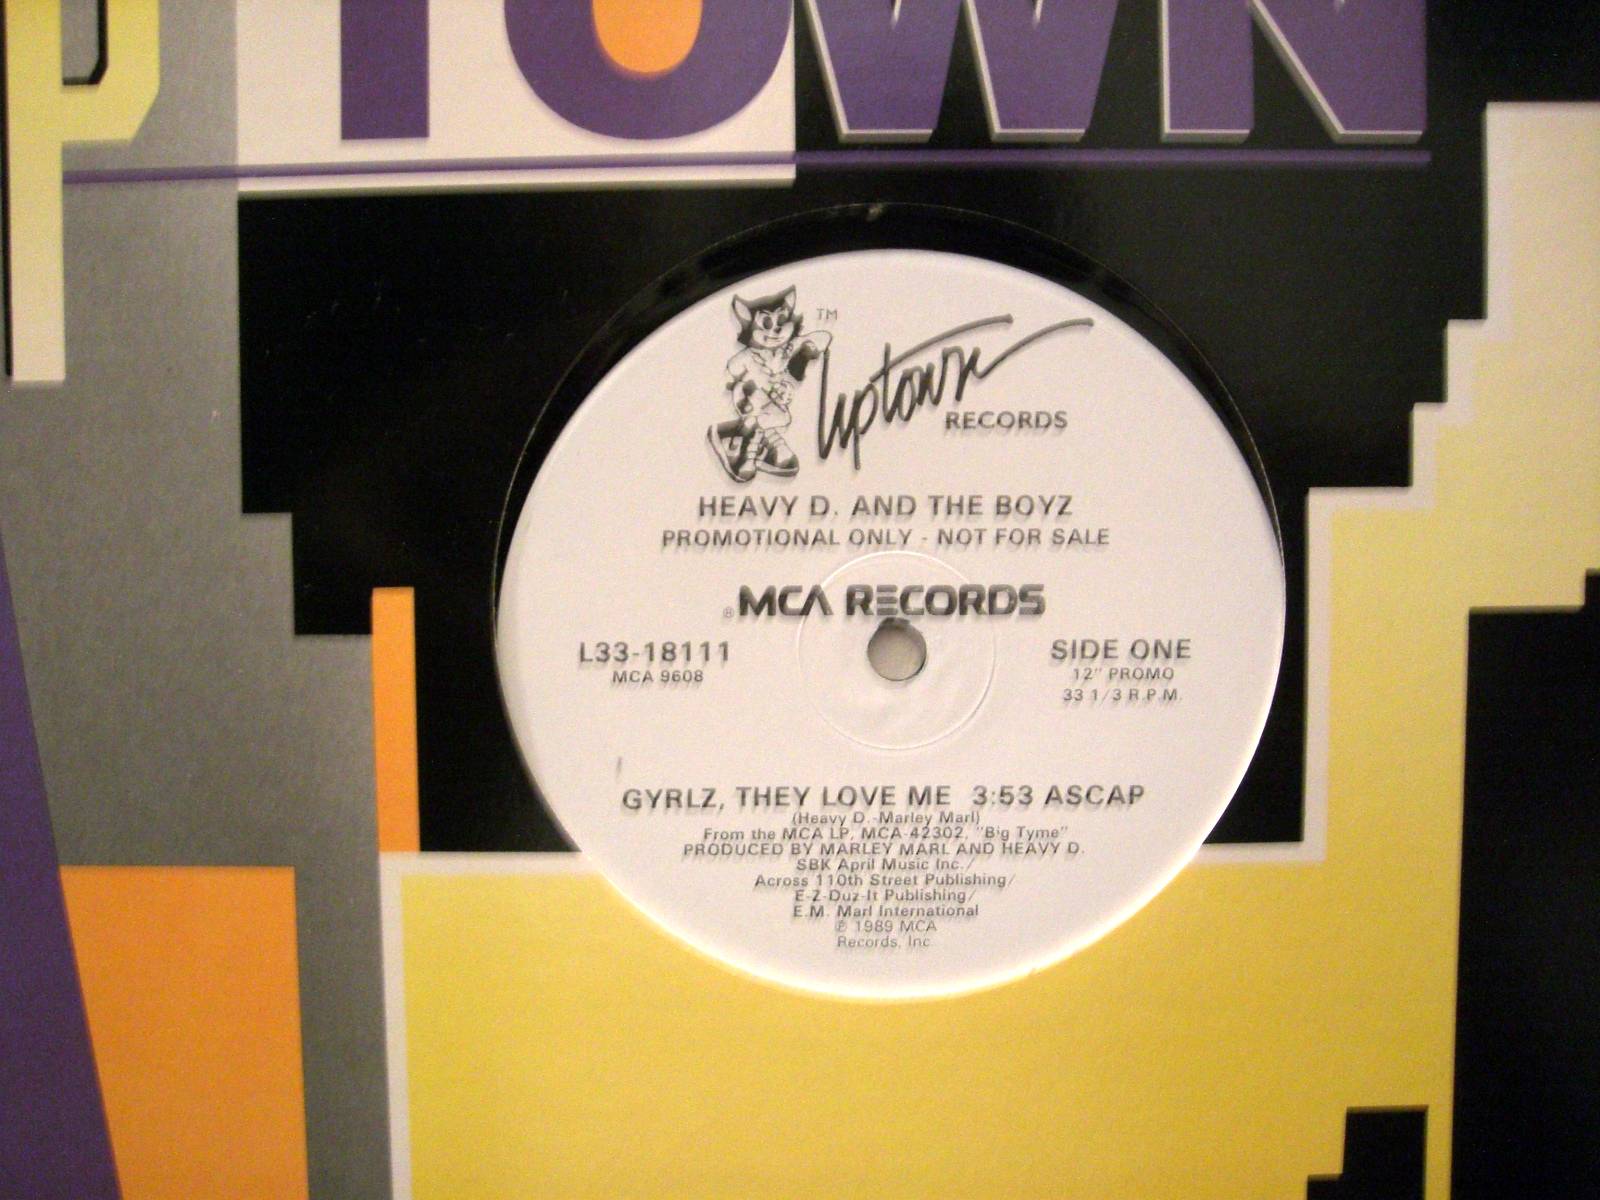 PTOWN
TM
Uptown
RECORDS
HEAVY D. AND THE BOYZ
PROMOTIONAL ONLY - NOT FOR SALE
® MCA RECORDS
L33-18111
MCA 9608
SIDE ONE
12" PROMO
33 1/3 R.P.M.
GYRLZ, THEY LOVE ME 3:53 ASCAP
(Heavy D.-Marley Marl)
From the MCA LP, MCA-42302, "Big Tyme"
PRODUCED BY MARLEY MARL AND HEAVY D.
SBK April Music Inc./
Across 110th Street Publishing/
E-Z-Duz-It Publishing/
E.M. Marl International
℗ 1989 MCA
Records, Inc.